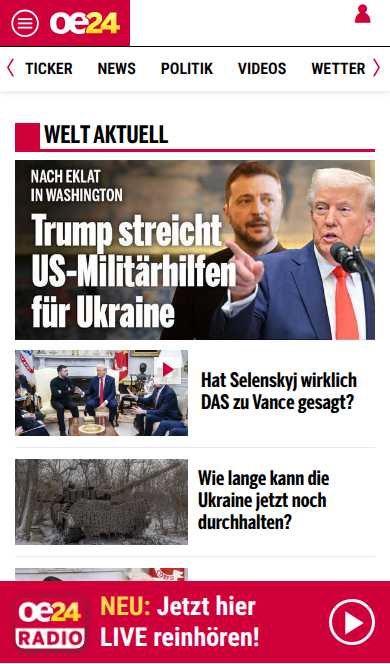 oe24
TICKER NEWS POLITIK VIDEOS WETTER
WELT AKTUELL
NACH EKLAT
IN WASHINGTON
Trump streicht
US-Militärhilfen
für Ukraine
Hat Selenskyj wirklich
DAS zu Vance gesagt?
Wie lange kann die
Ukraine jetzt noch
durchhalten?
oe24
RADIO
NEU: Jetzt hier
LIVE reinhören!